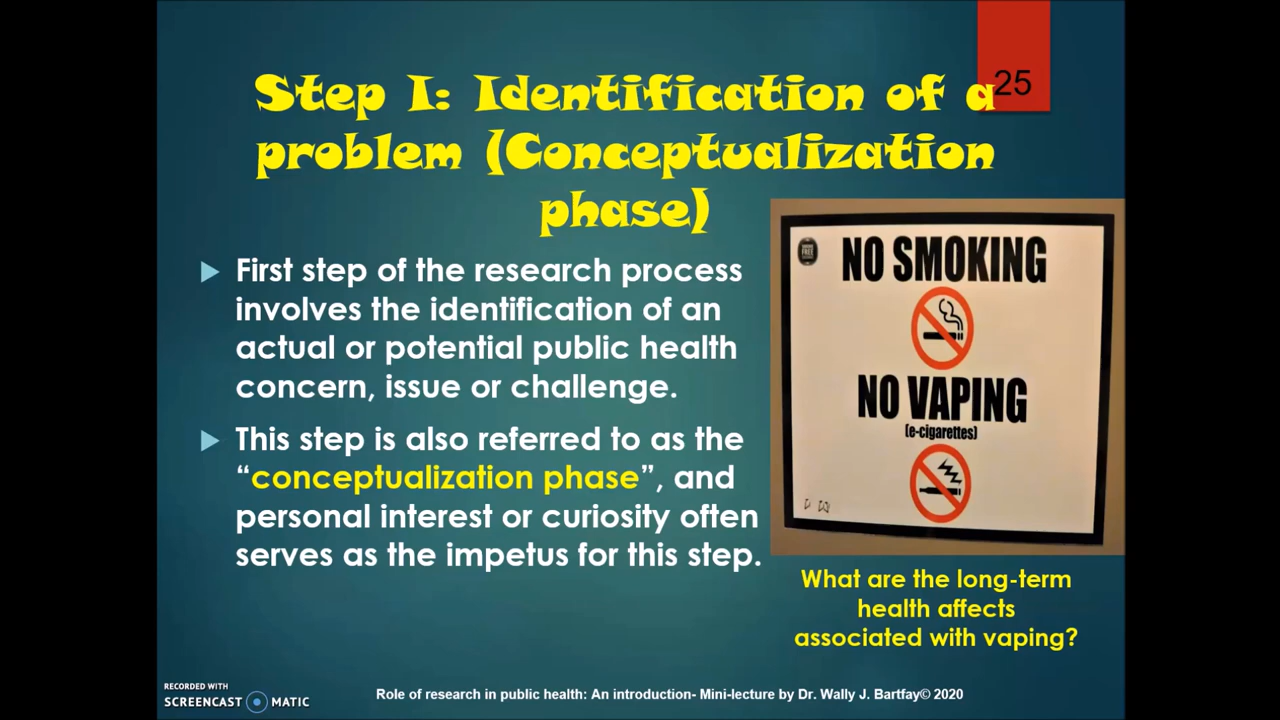 25
Step I: Identification of a
problem (Conceptualization
phase)
First step of the research process
involves the identification of an
actual or potential public health
concern, issue or challenge.
This step is also referred to as the
“conceptualization phase”, and
personal interest or curiosity often
serves as the impetus for this step.
NO SMOKING
NO VAPING
(e-cigarettes)
What are the long-term
health affects
associated with vaping?
RECORDED WITH
SCREENCAST MATIC
Role of research in public health: An introduction- Mini-lecture by Dr. Wally J. Bartfay© 2020